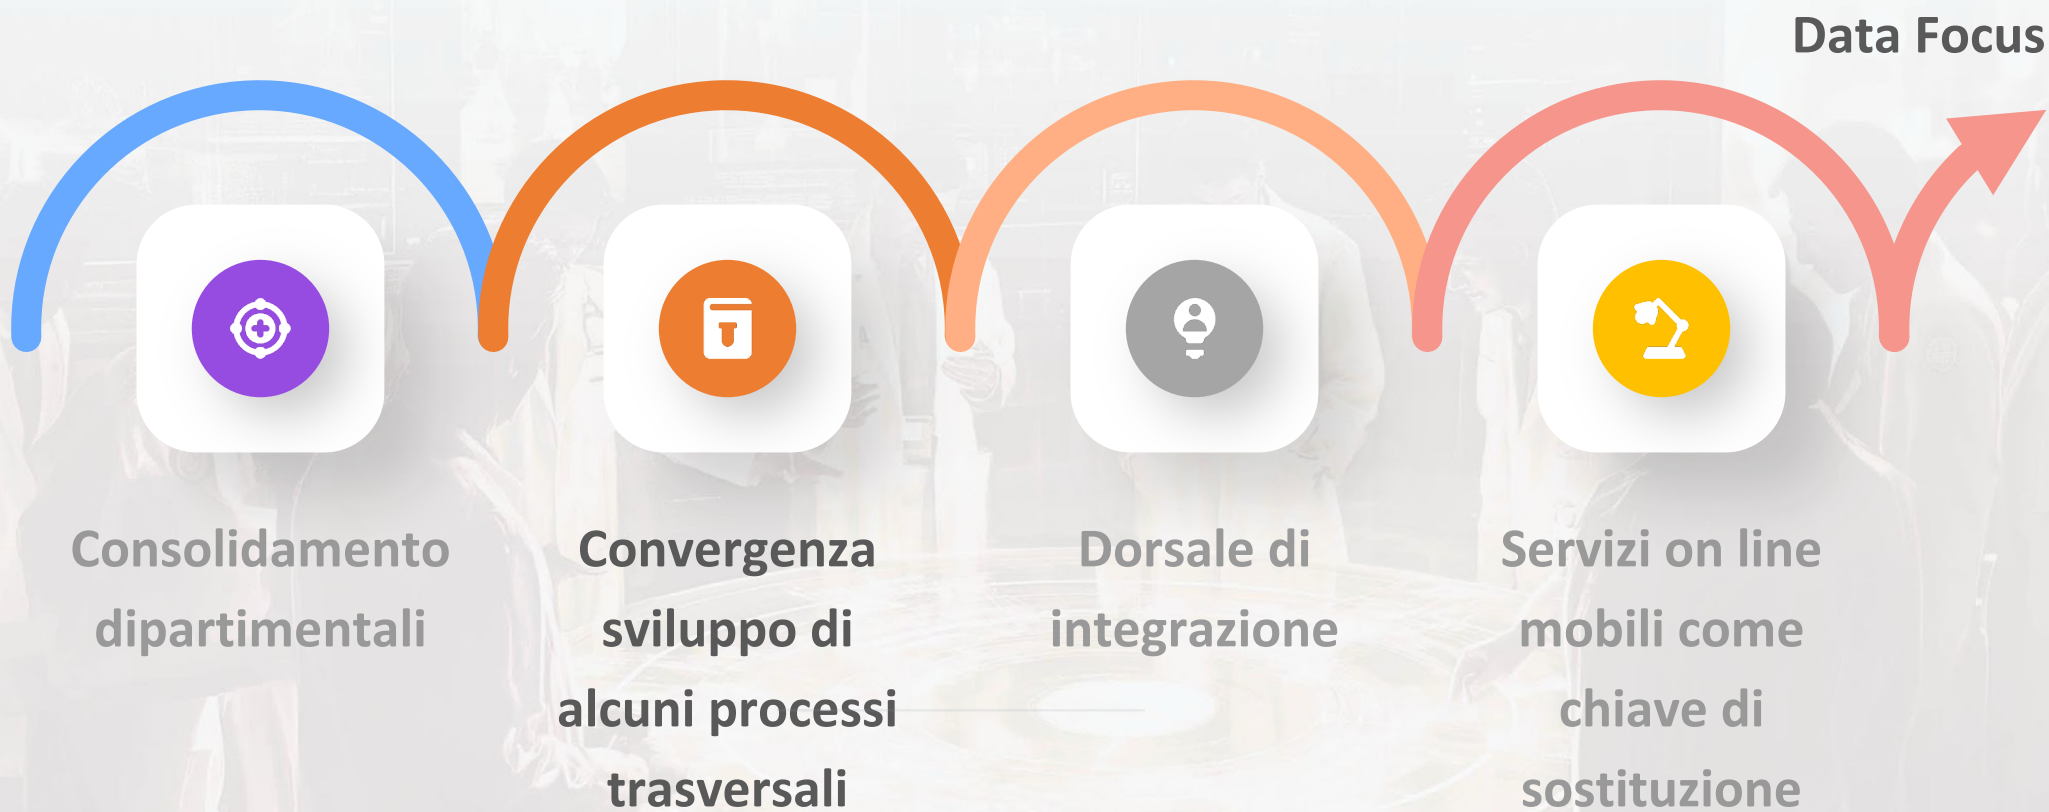 Data Focus
Consolidamento
dipartimentali
Convergenza
sviluppo di
alcuni processi
trasversali
Dorsale di
integrazione
Servizi on line
mobili come
chiave di
sostituzione